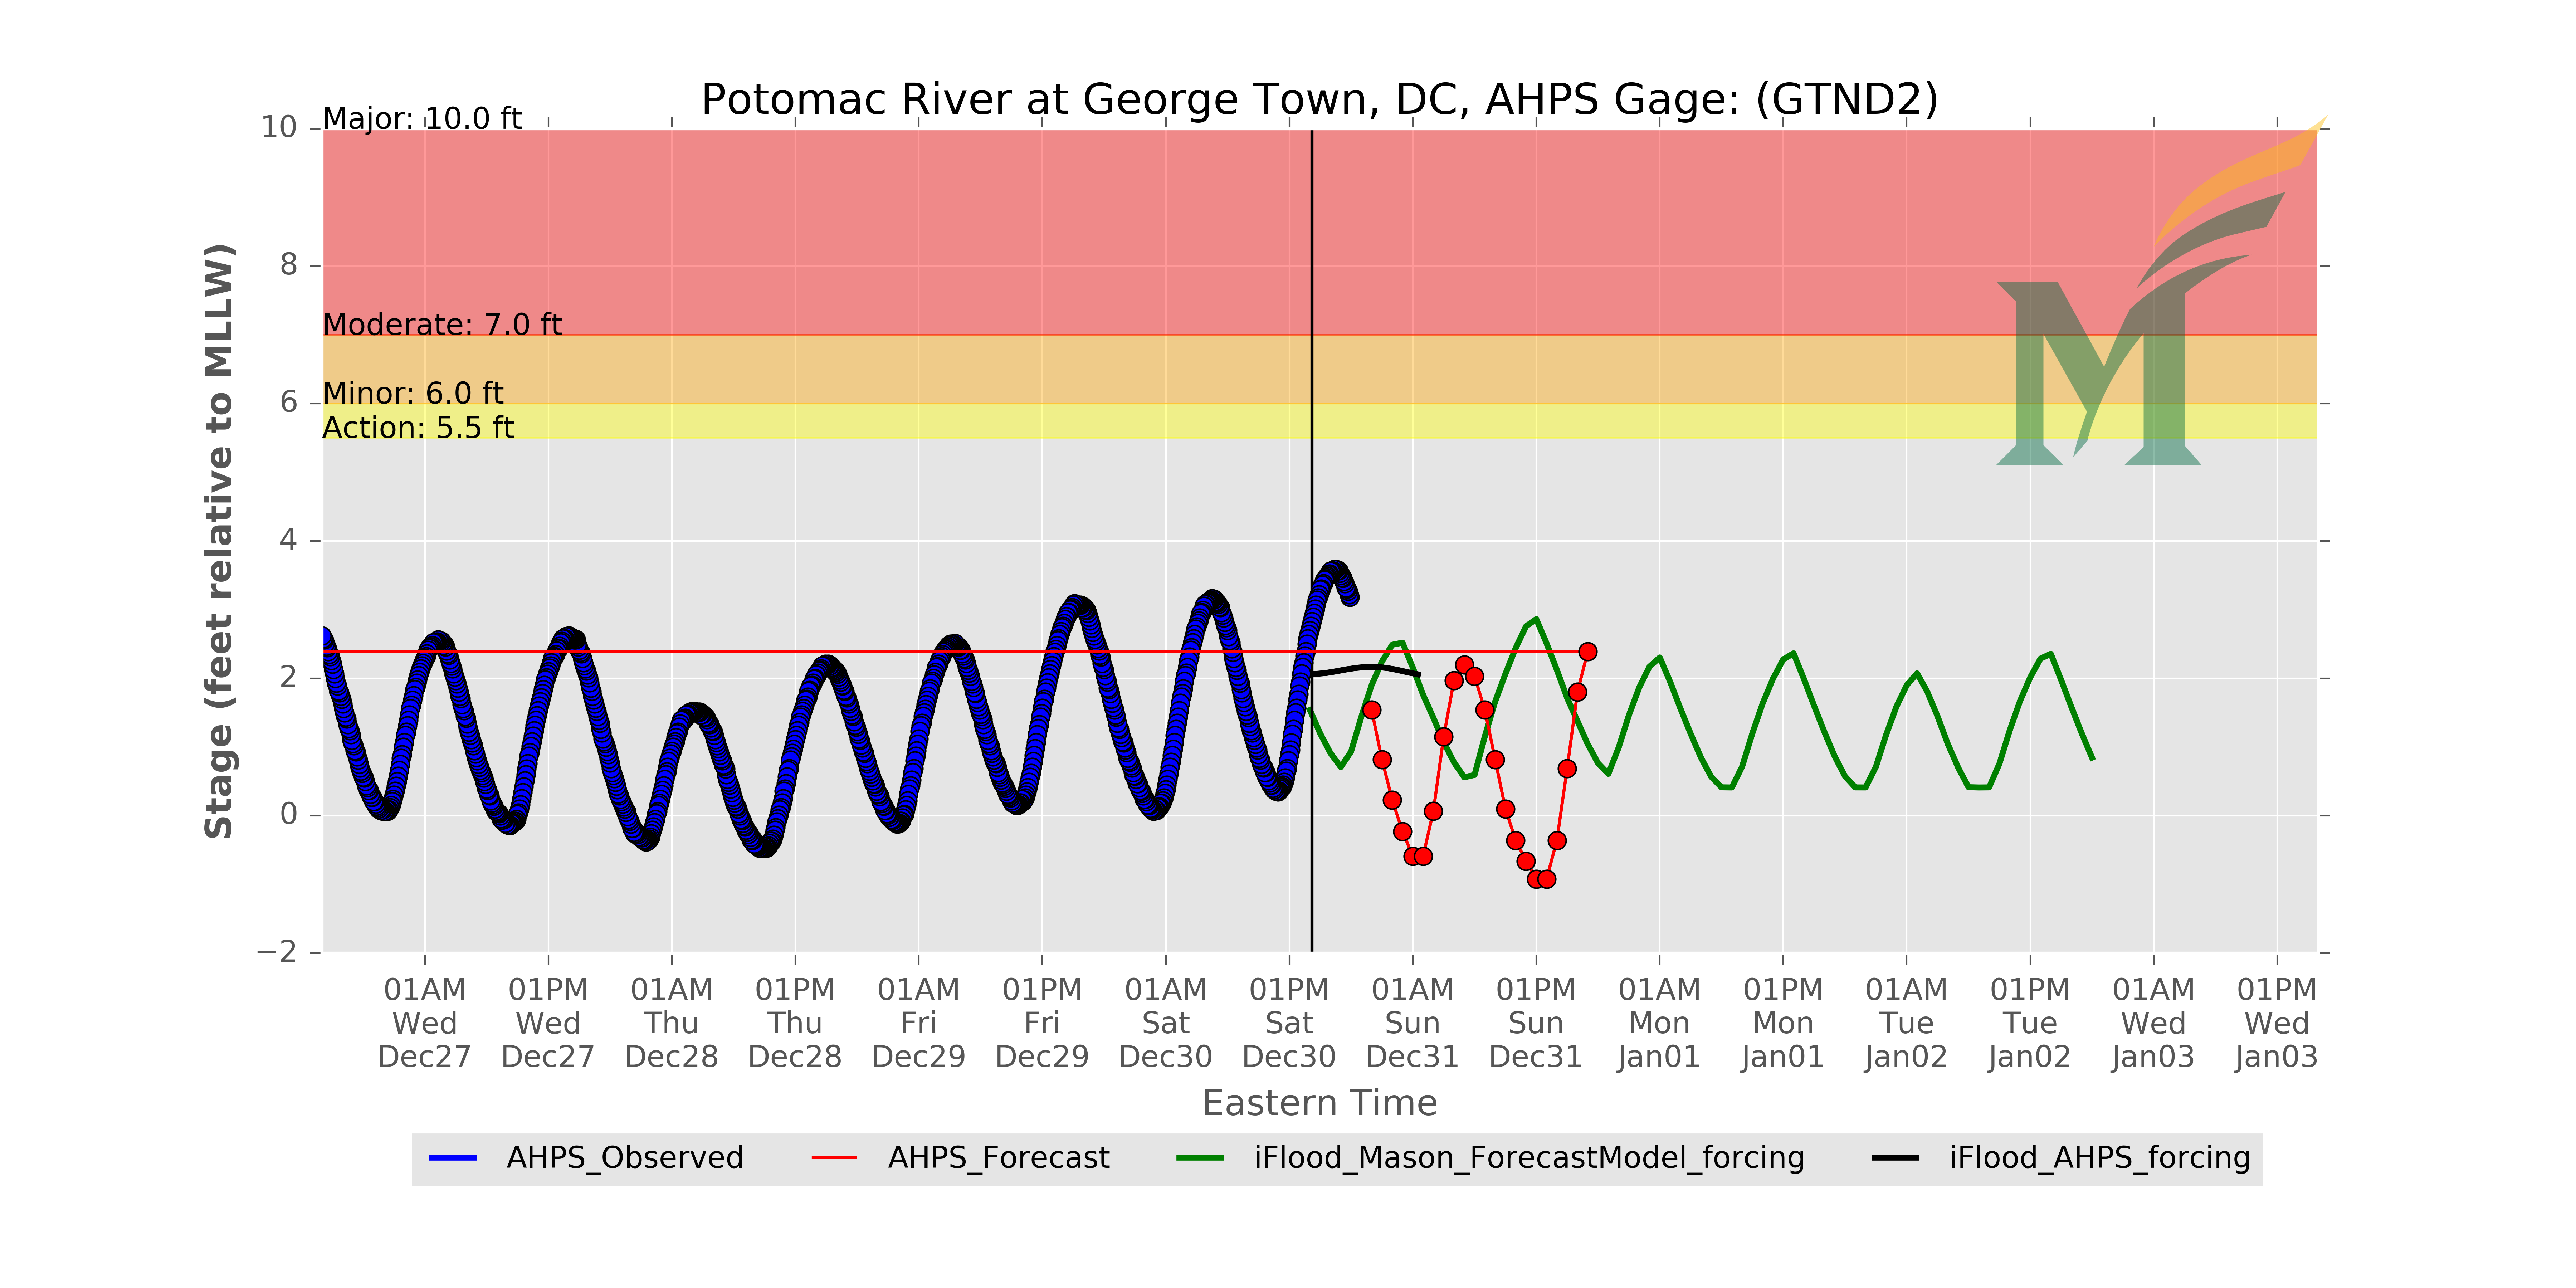 Potomac River at George Town, DC, AHPS Gage: (GTND2)
Major: 10.0 ft
Moderate: 7.0 ft
Minor: 6.0 ft
Action: 5.5 ft
Stage (feet relative to MLLW)
10
8
6
4
2
0
−2
01AM 01PM 01AM 01PM 01AM 01PM 01AM 01PM 01AM 01PM 01AM 01PM 01AM 01PM 01AM 01PM
Wed Wed Thu Thu Fri Fri Sat Sat Sun Sun Mon Mon Tue Tue Wed Wed
Dec27 Dec27 Dec28 Dec28 Dec29 Dec29 Dec30 Dec30 Dec31 Dec31 Jan01 Jan01 Jan02 Jan02 Jan03 Jan03
Eastern Time
AHPS_Observed AHPS_Forecast iFlood_Mason_ForecastModel_forcing iFlood_AHPS_forcing